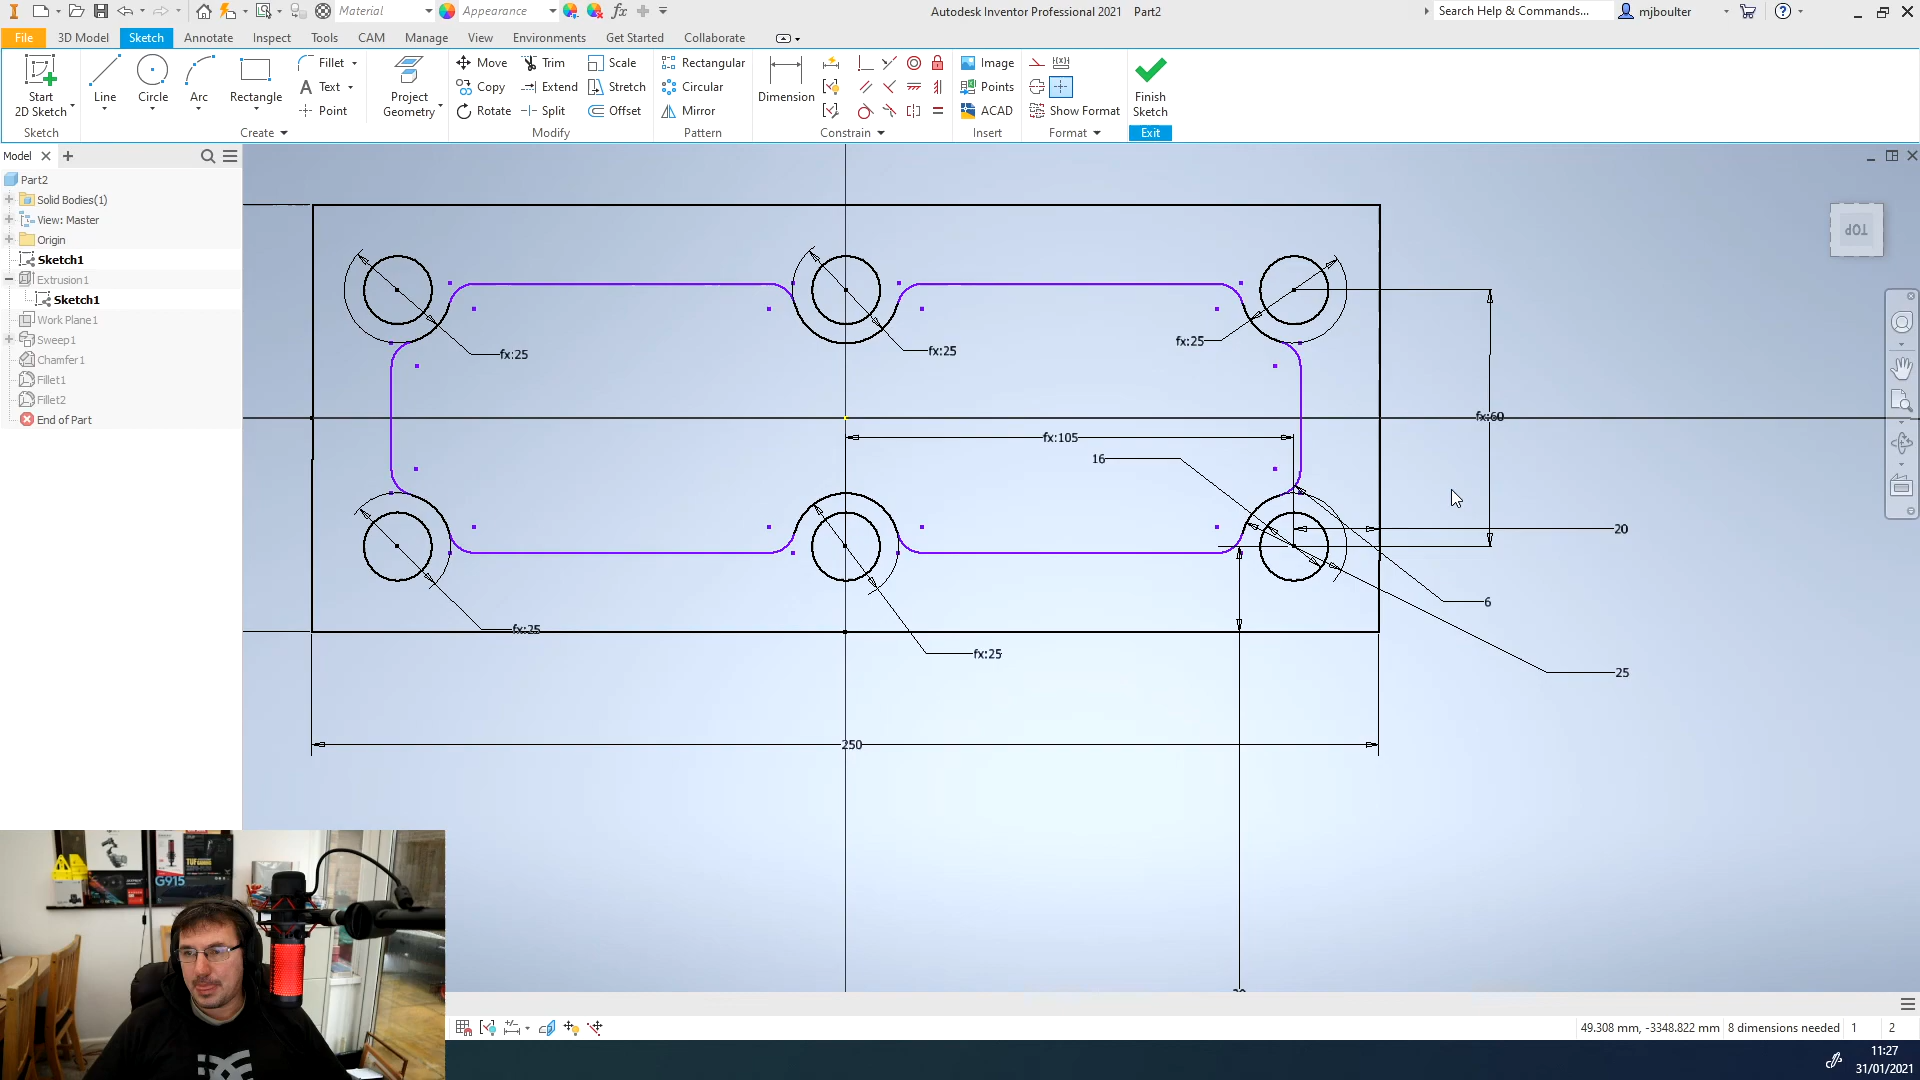 Material
Appearance
fx
Autodesk Inventor Professional 2021 Part2
Search Help & Commands...
mjboulter
File
3D Model
Sketch
Annotate
Inspect
Tools
CAM
Manage
View
Environments
Get Started
Collaborate
Start
2D Sketch
Line
Circle
Arc
Rectangle
Fillet
Text
Point
Project
Geometry
Move
Copy
Rotate
Trim
Extend
Split
Scale
Stretch
Offset
Rectangular
Circular
Mirror
Dimension
Image
Points
ACAD
Show Format
Finish
Sketch
Sketch
Create
Modify
Pattern
Constrain
Insert
Format
Exit
Model
Part2
Solid Bodies(1)
View: Master
Origin
Sketch1
Extrusion1
Sketch1
Work Plane1
Sweep1
Chamfer1
Fillet1
Fillet2
End of Part
TOP
fx:25
fx:25
fx:25
fx:60
fx:105
16
20
6
fx:25
fx:25
25
250
G915
49.308 mm, -3348.822 mm
8 dimensions needed
1
2
11:27
31/01/2021